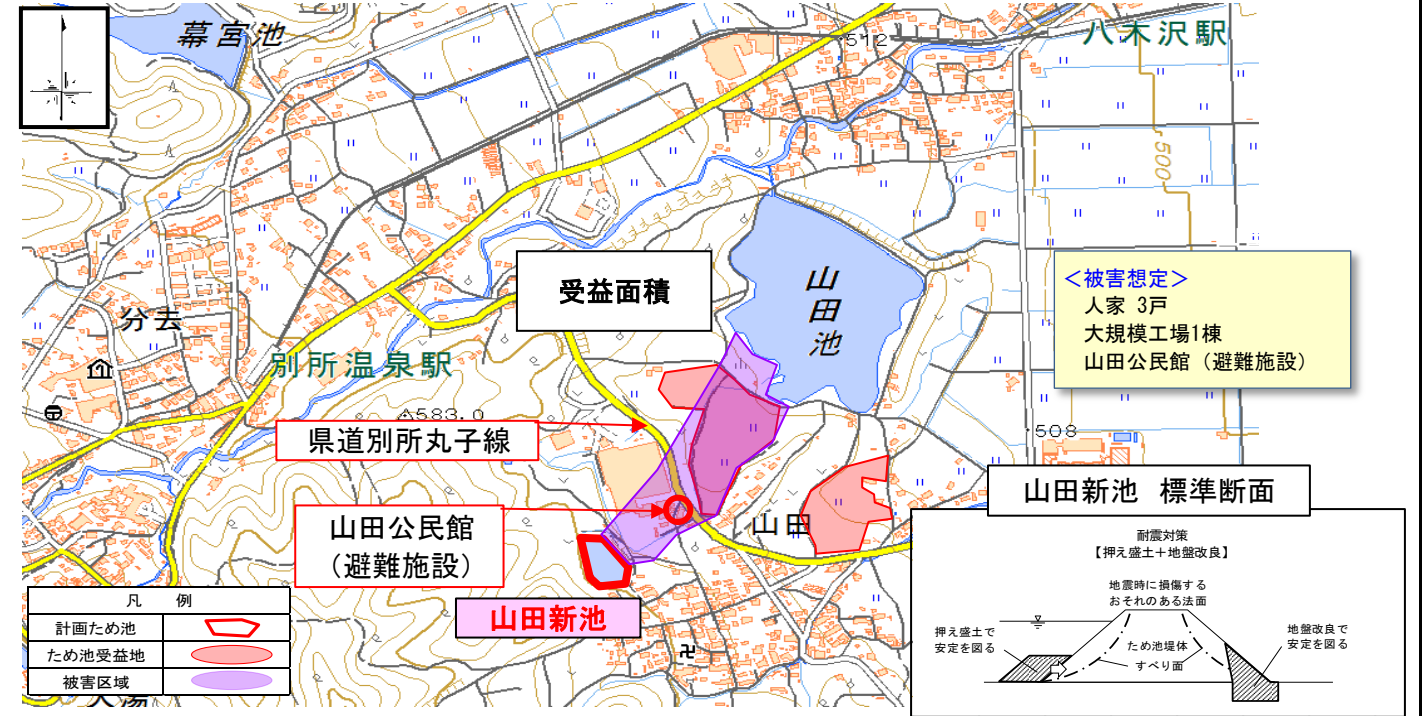 幕宮池
512
八木沢駅
500
山
田
池
受益面積
＜被害想定＞
人家 3戸
大規模工場1棟
山田公民館（避難施設）
分去
別所温泉駅
583.0
県道別所丸子線
508
山田新池 標準断面
山田公民館
（避難施設）
山田
耐震対策
【押え盛土＋地盤改良】
地震時に損傷する
おそれのある法面
押え盛土で
安定を図る
ため池堤体
すべり面
地盤改良で
安定を図る
山田新池
凡 例
計画ため池
ため池受益地
被害区域